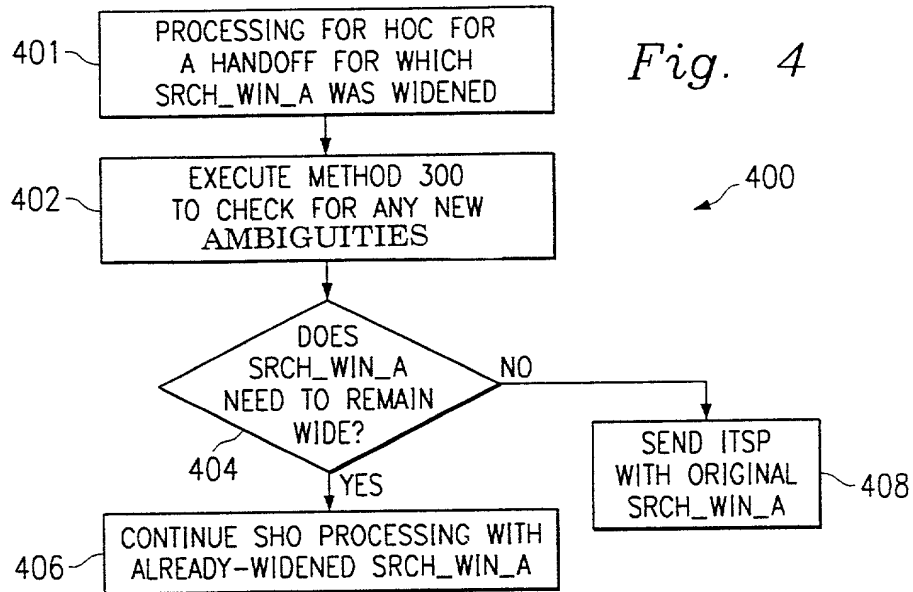 401
PROCESSING FOR HOC FOR
A HANDOFF FOR WHICH
SRCH_WIN_A WAS WIDENED
Fig. 4
402
EXECUTE METHOD 300
TO CHECK FOR ANY NEW
AMBIGUITIES
400
DOES
SRCH_WIN_A
NEED TO REMAIN
WIDE?
NO
404
YES
SEND ITSP
WITH ORIGINAL
SRCH_WIN_A
408
406
CONTINUE SHO PROCESSING WITH
ALREADY-WIDENED SRCH_WIN_A